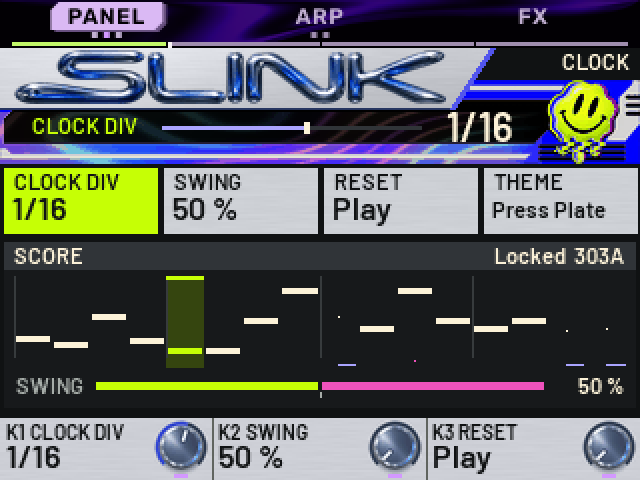 PANEL ARP FX
SLINK
CLOCK
CLOCK DIV 1/16
CLOCK DIV SWING RESET THEME
1/16 50 % Play Press Plate
SCORE Locked 303A
SWING 50 %
K1 CLOCK DIV K2 SWING K3 RESET
1/16 50 % Play